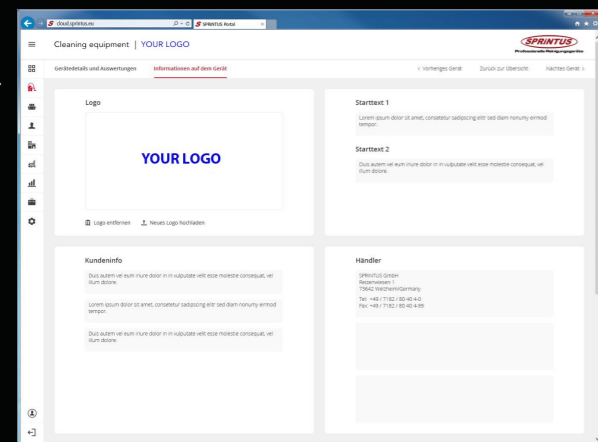 cloud.sprintus.eu
SPRiNTUS Portal
Cleaning equipment | YOUR LOGO
SPRINTUS
Professionelle Reinigungsgeräte
Gerätedetails und Auswertungen
Informationen auf dem Gerät
< Vorheriges Gerät
Zurück zur Übersicht
Nächstes Gerät >
Logo
YOUR LOGO
Logo entfernen
Neues Logo hochladen
Starttext 1
Lorem ipsum dolor sit amet, consetetur sadipscing elitr sed diam nonumy eirmod
tempor.
Starttext 2
Duis autem vel eum iriure dolor in in vulputate velit esse molestie consequat, vel
illum dolore.
Kundeninfo
Duis autem vel eum iriure dolor in in vulputate velit esse molestie consequat, vel
illum dolore.
Lorem ipsum dolor sit amet, consetetur sadipscing elitr sed diam nonumy eirmod
tempor.
Duis autem vel eum iriure dolor in in vulputate velit esse molestie consequat, vel
illum dolore.
Händler
SPRiNTUS GmbH
Reizenwiesen 1
73642 Welzheim/Germany
Tel: +49 / 7182 / 80 40 4-0
Fax: +49 / 7182 / 80 40 4-89